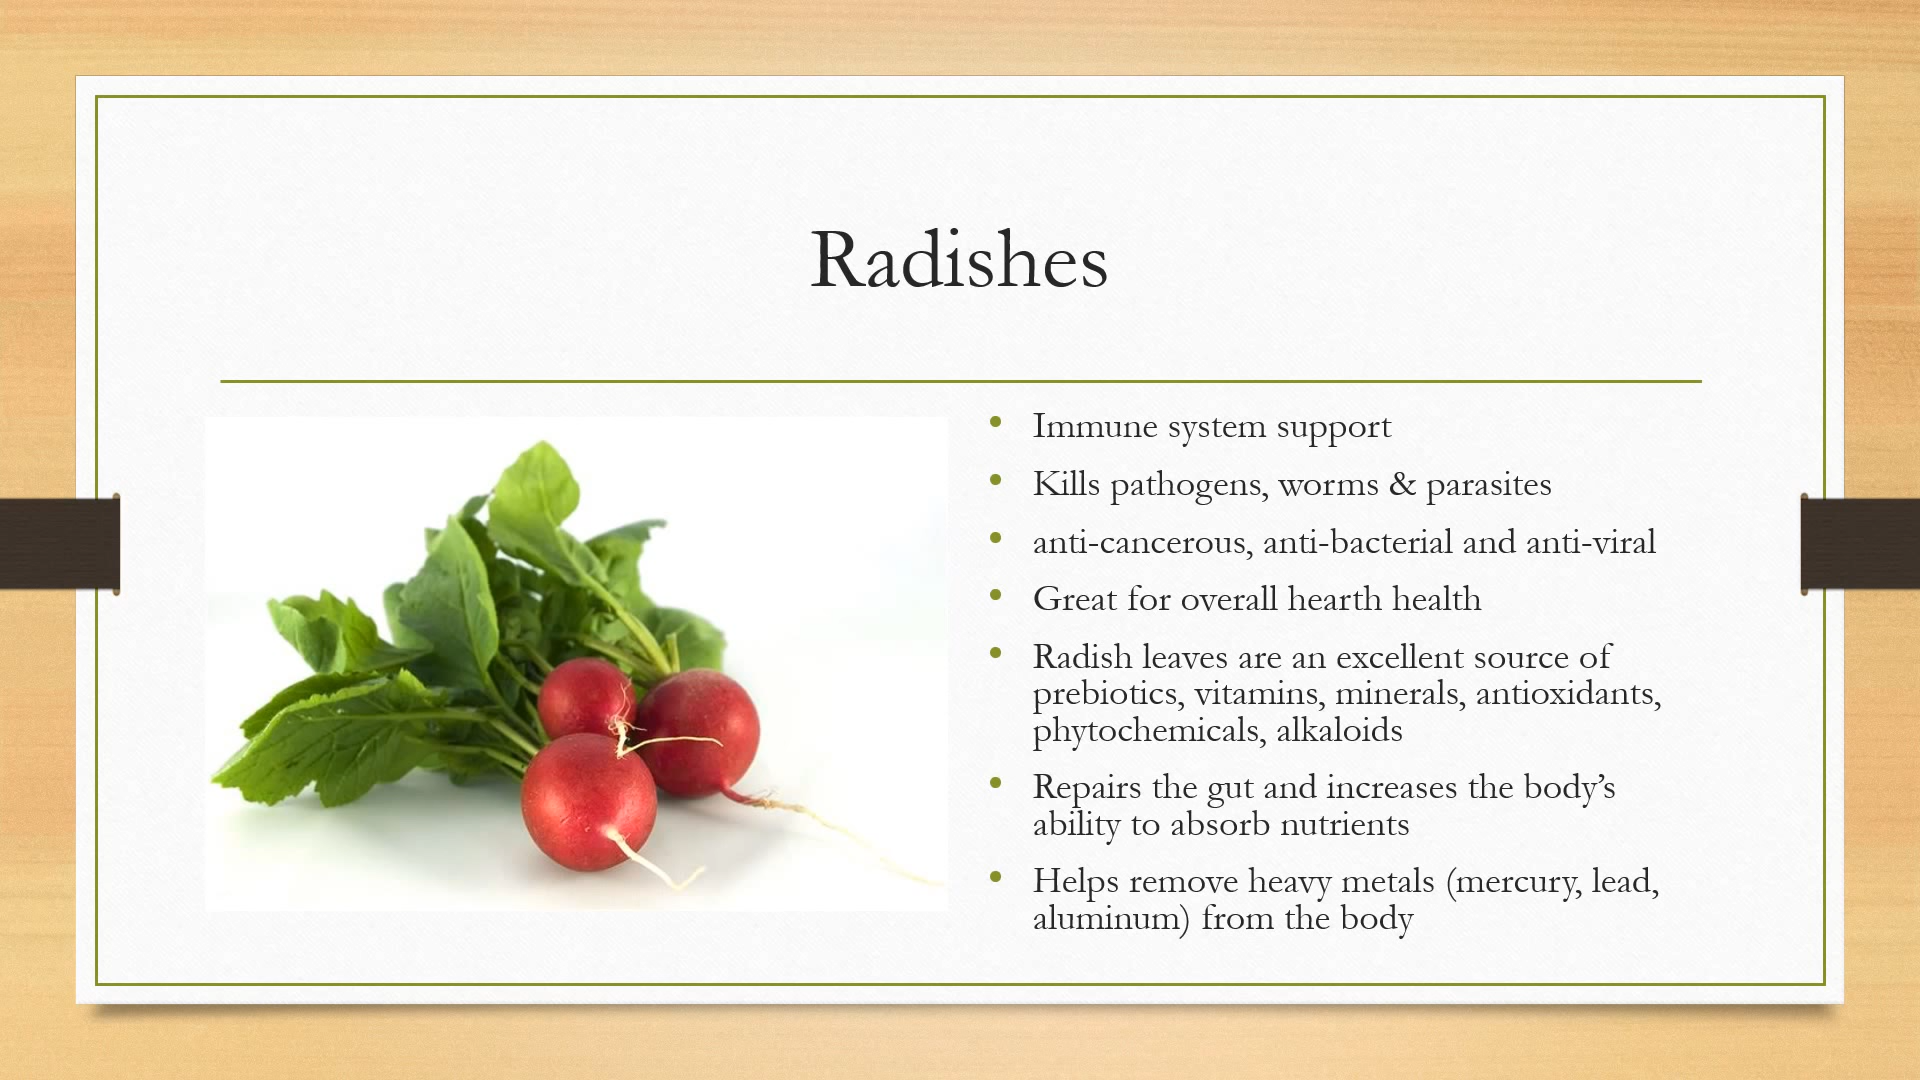 Radishes
Immune system support
Kills pathogens, worms & parasites
anti-cancerous, anti-bacterial and anti-viral
Great for overall hearth health
Radish leaves are an excellent source of
prebiotics, vitamins, minerals, antioxidants,
phytochemicals, alkaloids
Repairs the gut and increases the body’s
ability to absorb nutrients
Helps remove heavy metals (mercury, lead,
aluminum) from the body